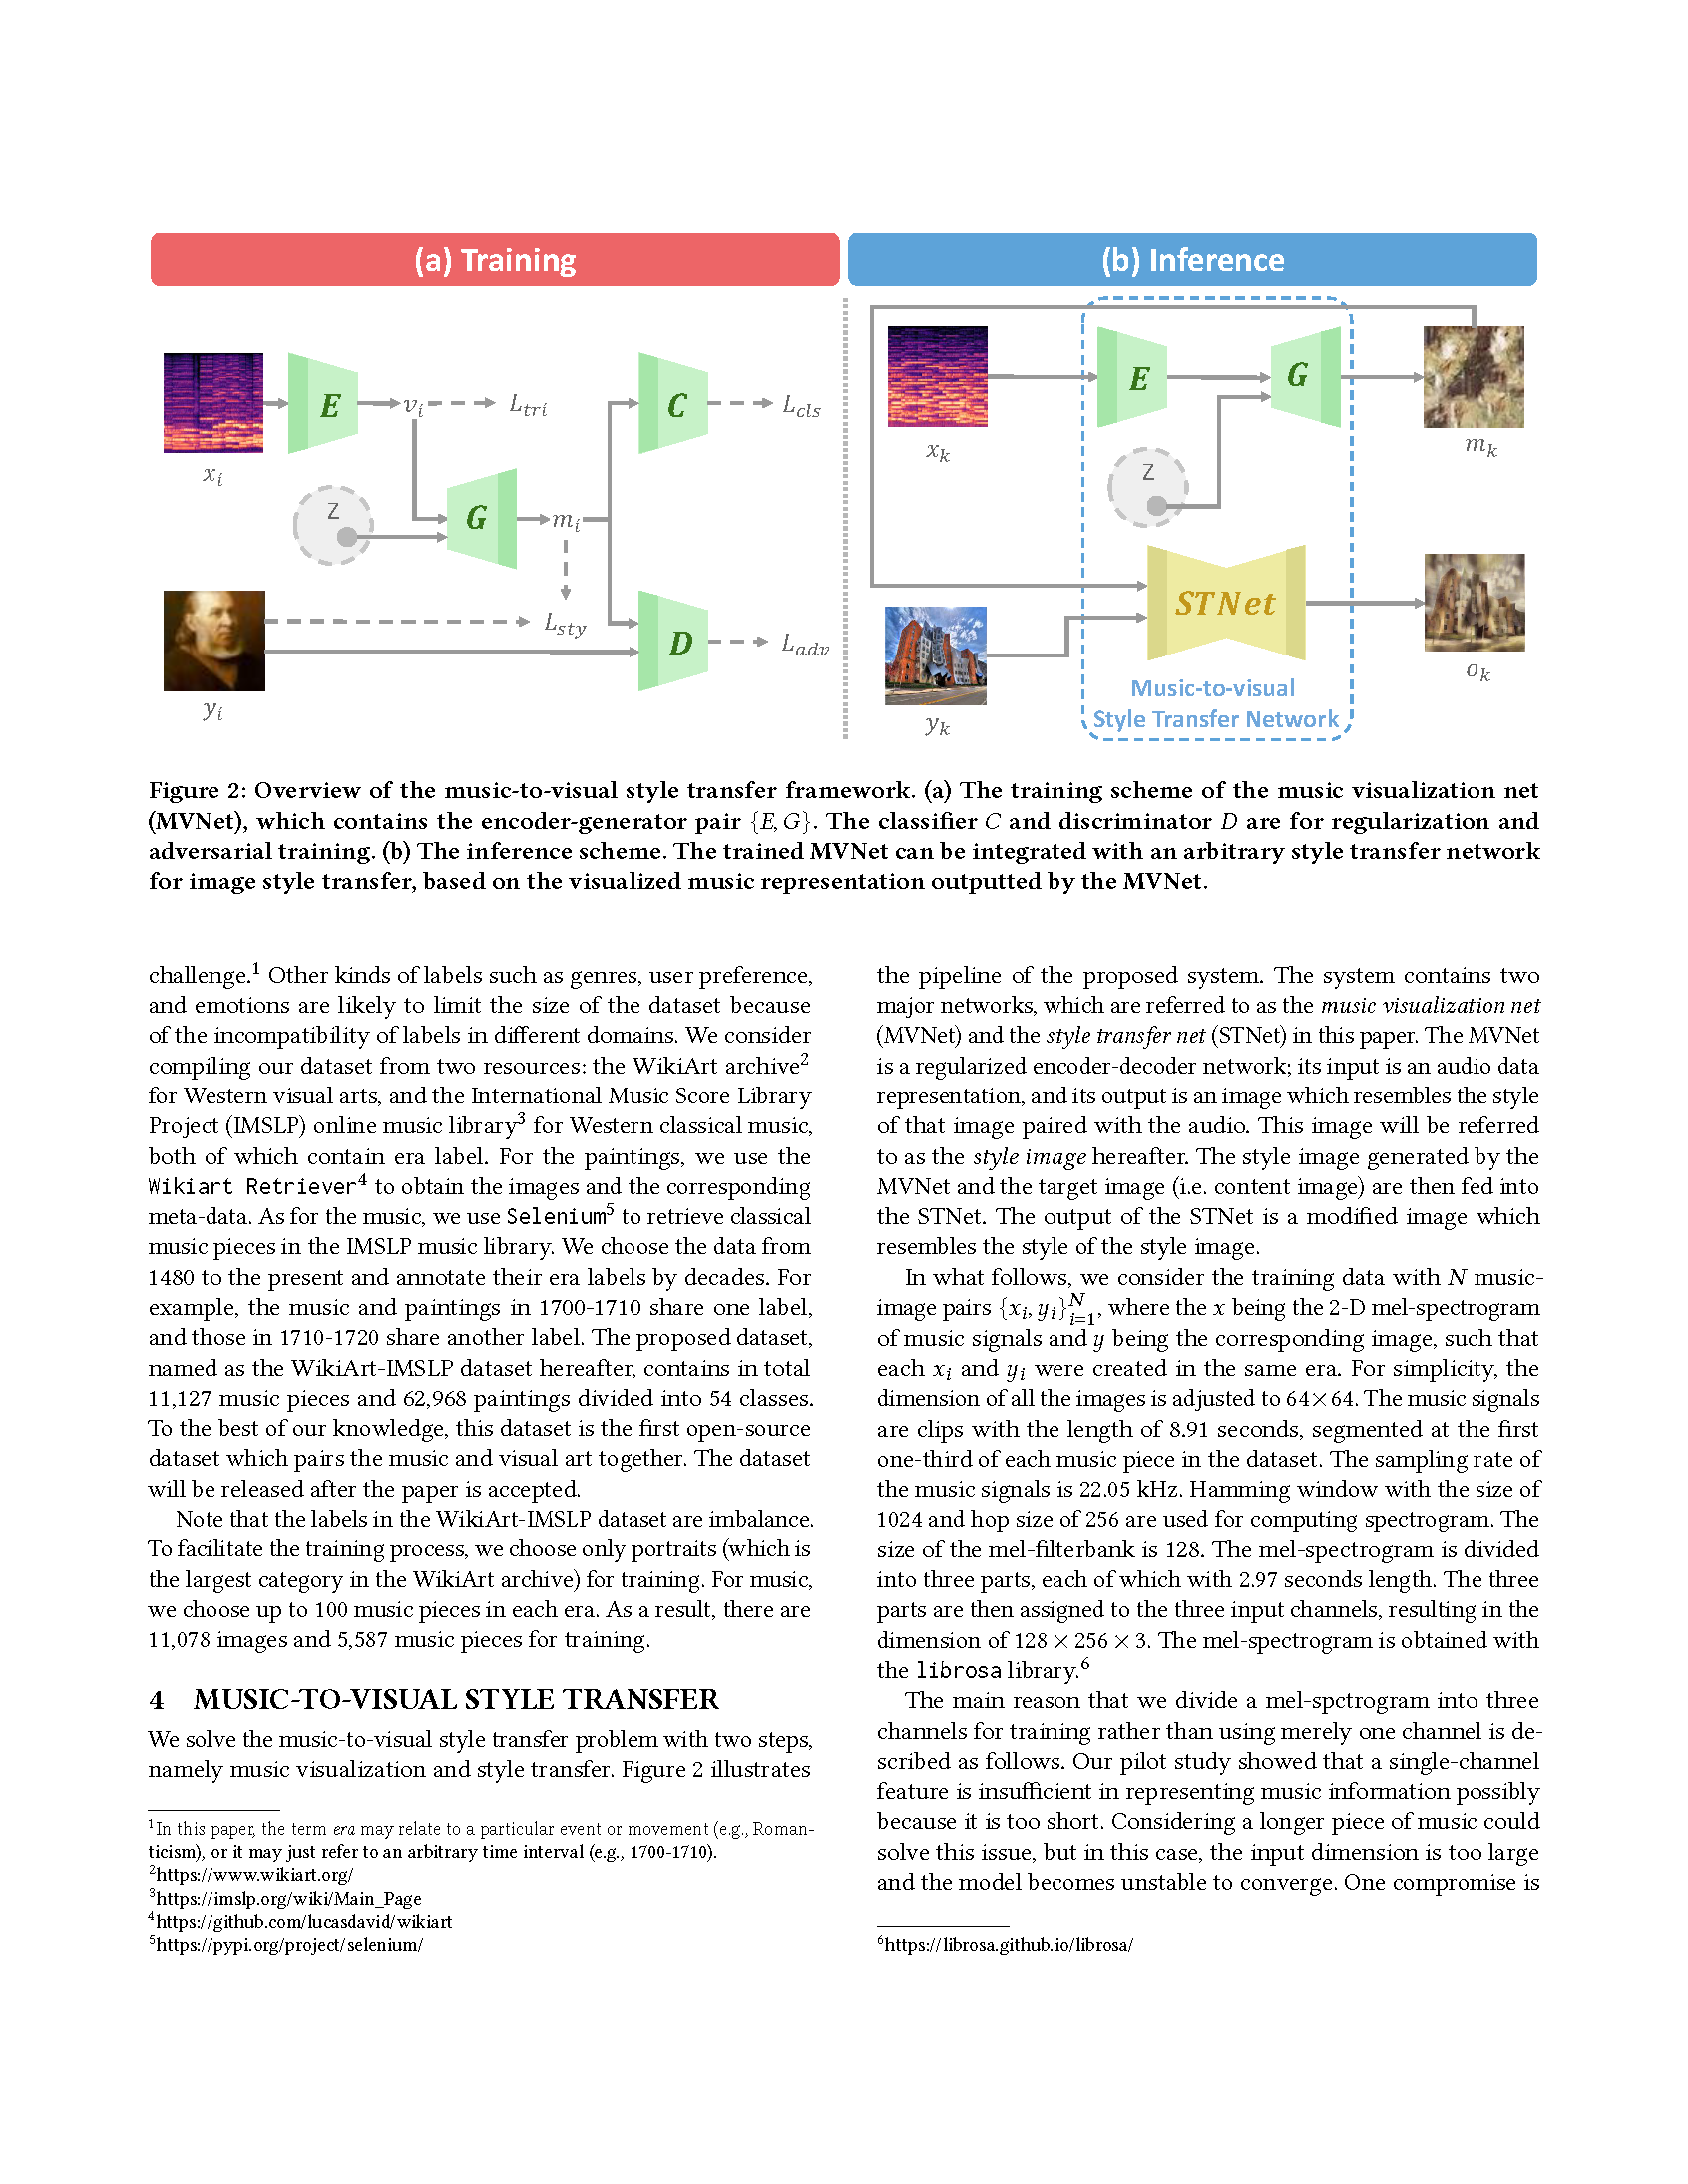 (a) Training
(b) Inference
E
v_i
L_tri
C
L_cls
x_i
Z
G
m_i
L_sty
D
L_adv
y_i
x_k
E
G
m_k
Z
STNet
y_k
o_k
Music-to-visual
Style Transfer Network
Figure 2: Overview of the music-to-visual style transfer framework. (a) The training scheme of the music visualization net
(MVNet), which contains the encoder-generator pair {E, G}. The classifier C and discriminator D are for regularization and
adversarial training. (b) The inference scheme. The trained MVNet can be integrated with an arbitrary style transfer network
for image style transfer, based on the visualized music representation outputted by the MVNet.
challenge.¹ Other kinds of labels such as genres, user preference,
and emotions are likely to limit the size of the dataset because
of the incompatibility of labels in different domains. We consider
compiling our dataset from two resources: the WikiArt archive²
for Western visual arts, and the International Music Score Library
Project (IMSLP) online music library³ for Western classical music,
both of which contain era label. For the paintings, we use the
Wikiart Retriever⁴ to obtain the images and the corresponding
meta-data. As for the music, we use Selenium⁵ to retrieve classical
music pieces in the IMSLP music library. We choose the data from
1480 to the present and annotate their era labels by decades. For
example, the music and paintings in 1700-1710 share one label,
and those in 1710-1720 share another label. The proposed dataset,
named as the WikiArt-IMSLP dataset hereafter, contains in total
11,127 music pieces and 62,968 paintings divided into 54 classes.
To the best of our knowledge, this dataset is the first open-source
dataset which pairs the music and visual art together. The dataset
will be released after the paper is accepted.
Note that the labels in the WikiArt-IMSLP dataset are imbalance.
To facilitate the training process, we choose only portraits (which is
the largest category in the WikiArt archive) for training. For music,
we choose up to 100 music pieces in each era. As a result, there are
11,078 images and 5,587 music pieces for training.
4 MUSIC-TO-VISUAL STYLE TRANSFER
We solve the music-to-visual style transfer problem with two steps,
namely music visualization and style transfer. Figure 2 illustrates
¹In this paper, the term era may relate to a particular event or movement (e.g., Roman-
ticism), or it may just refer to an arbitrary time interval (e.g., 1700-1710).
²https://www.wikiart.org/
³https://imslp.org/wiki/Main_Page
⁴https://github.com/lucasdavid/wikiart
⁵https://pypi.org/project/selenium/
the pipeline of the proposed system. The system contains two
major networks, which are referred to as the music visualization net
(MVNet) and the style transfer net (STNet) in this paper. The MVNet
is a regularized encoder-decoder network; its input is an audio data
representation, and its output is an image which resembles the style
of that image paired with the audio. This image will be referred
to as the style image hereafter. The style image generated by the
MVNet and the target image (i.e. content image) are then fed into
the STNet. The output of the STNet is a modified image which
resembles the style of the style image.
In what follows, we consider the training data with N music-
image pairs {x_i, y_i}_{i=1}^N, where the x being the 2-D mel-spectrogram
of music signals and y being the corresponding image, such that
each x_i and y_i were created in the same era. For simplicity, the
dimension of all the images is adjusted to 64×64. The music signals
are clips with the length of 8.91 seconds, segmented at the first
one-third of each music piece in the dataset. The sampling rate of
the music signals is 22.05 kHz. Hamming window with the size of
1024 and hop size of 256 are used for computing spectrogram. The
size of the mel-filterbank is 128. The mel-spectrogram is divided
into three parts, each of which with 2.97 seconds length. The three
parts are then assigned to the three input channels, resulting in the
dimension of 128 × 256 × 3. The mel-spectrogram is obtained with
the librosa library.⁶
The main reason that we divide a mel-spctrogram into three
channels for training rather than using merely one channel is de-
scribed as follows. Our pilot study showed that a single-channel
feature is insufficient in representing music information possibly
because it is too short. Considering a longer piece of music could
solve this issue, but in this case, the input dimension is too large
and the model becomes unstable to converge. One compromise is
⁶https://librosa.github.io/librosa/